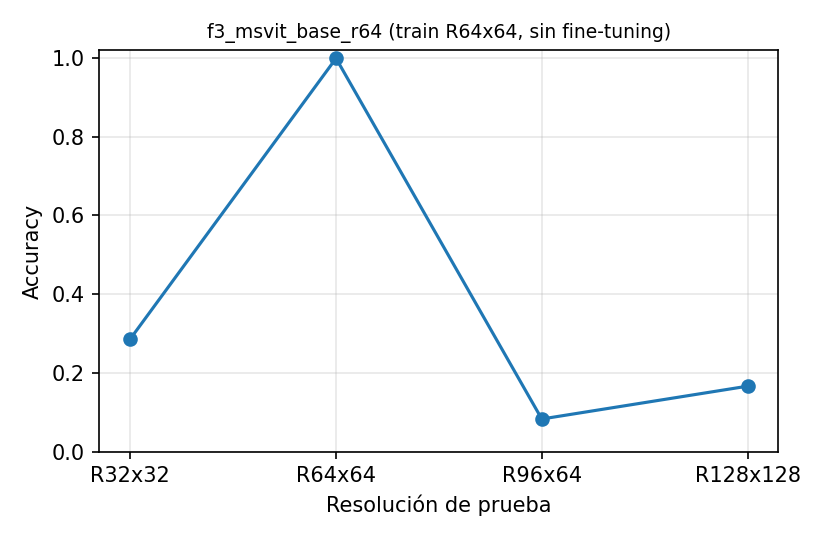 f3_msvit_base_r64 (train R64x64, sin fine-tuning)
Accuracy
1.0
0.8
0.6
0.4
0.2
0.0
R32x32 R64x64 R96x64 R128x128
Resolución de prueba